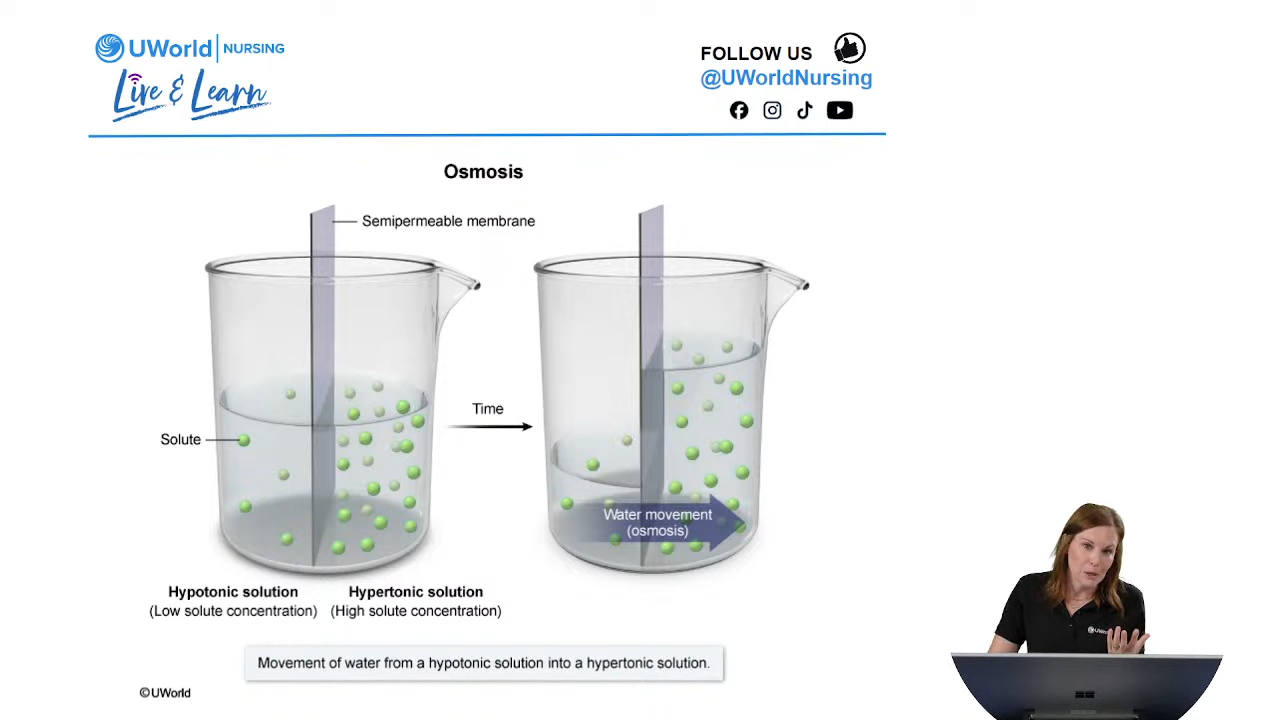 UWorld NURSING
Live & Learn
FOLLOW US
@UWorldNursing
Osmosis
Semipermeable membrane
Solute
Time
Water movement
(osmosis)
Hypotonic solution
(Low solute concentration)
Hypertonic solution
(High solute concentration)
Movement of water from a hypotonic solution into a hypertonic solution.
©UWorld